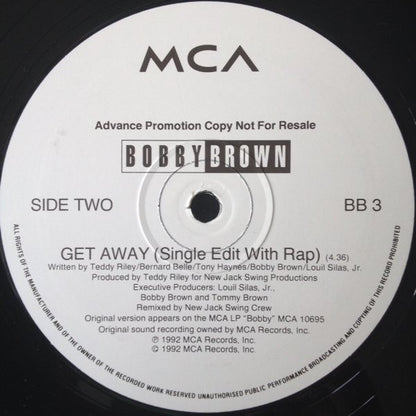 MCA
Advance Promotion Copy Not For Resale
BOBBY BROWN
SIDE TWO
BB 3
GET AWAY (Single Edit With Rap) (4.36)
Written by Teddy Riley/Bernard Belle/Tony Haynes/Bobby Brown/Louil Silas, Jr.
Produced by Teddy Riley for New Jack Swing Productions
Executive Producers: Louil Silas, Jr.,
Bobby Brown and Tommy Brown
Remixed by New Jack Swing Crew
Original version appears on the MCA LP "Bobby" MCA 10695
Original sound recording owned by MCA Records, Inc.
℗ 1992 MCA Records, Inc.
© 1992 MCA Records, Inc.
ALL RIGHTS OF THE MANUFACTURER AND OF THE OWNER OF THE RECORDED WORK RESERVED UNAUTHORISED PUBLIC PERFORMANCE BROADCASTING AND COPYING OF THIS RECORD PROHIBITED